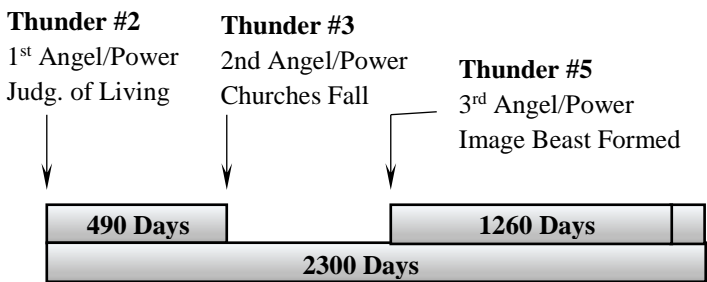 Thunder #2
1st Angel/Power
Judg. of Living
Thunder #3
2nd Angel/Power
Churches Fall
Thunder #5
3rd Angel/Power
Image Beast Formed
490 Days
1260 Days
2300 Days